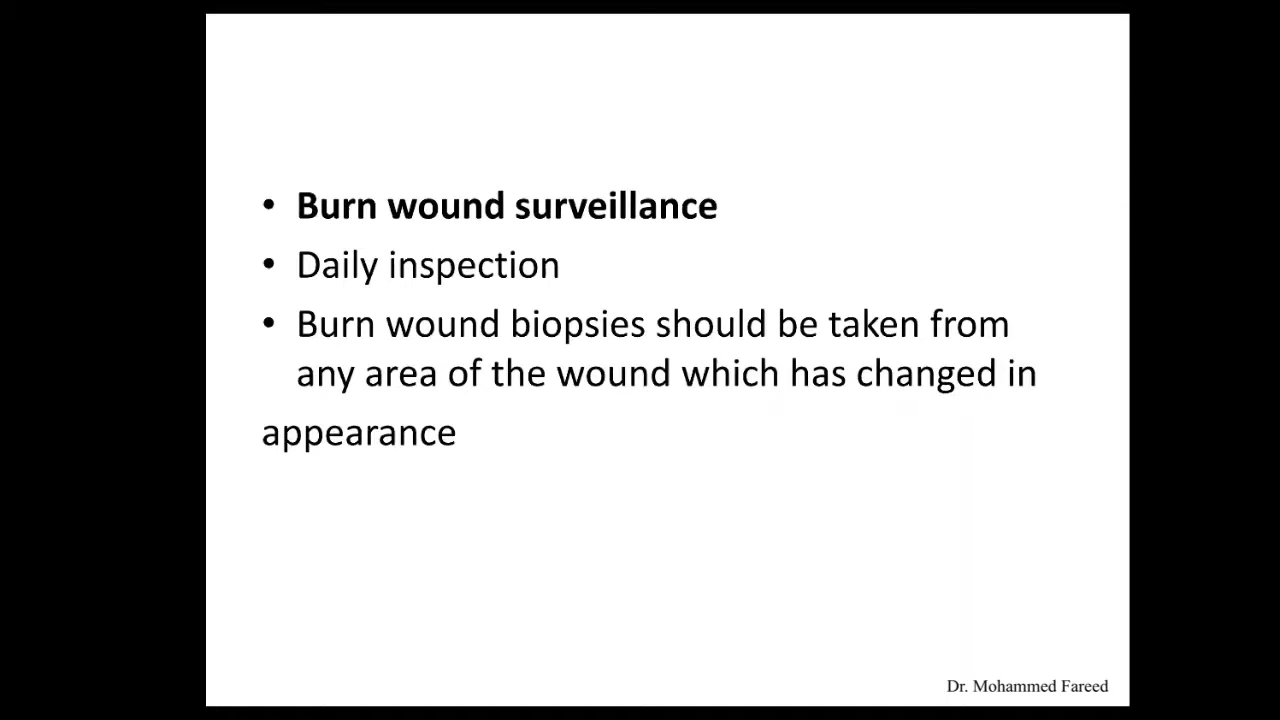 • Burn wound surveillance
• Daily inspection
• Burn wound biopsies should be taken from
any area of the wound which has changed in
appearance
Dr. Mohammed Fareed